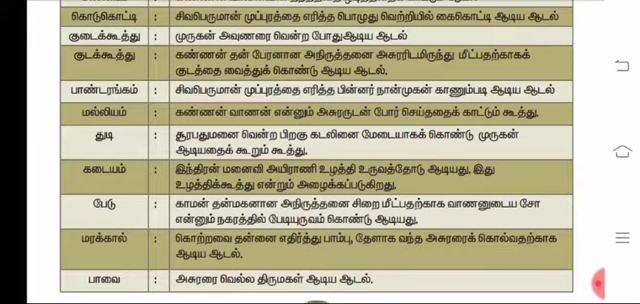 கொடுகொட்டி : சிவபெருமான் முப்புரத்தை எரித்த பொழுது வெற்றியில் கைகொட்டி ஆடிய ஆடல்
குடைக்கூத்து : முருகன் அவுணரை வென்ற போதுஆடிய ஆடல்
குடக்கூத்து : கண்ணன் தன் பேரனான அநிருத்தனை அசுரரிடமிருந்து மீட்பதற்காகக்
குடத்தை வைத்துக் கொண்டு ஆடிய ஆடல்.
பாண்டரங்கம் : சிவபெருமான் முப்புரத்தை எரித்த பின்னர் நான்முகன் காணும்படி ஆடிய ஆடல்
மல்லியம் : கண்ணன் வாணன் என்னும் அசுரருடன் போர் செய்ததைக் காட்டும் கூத்து.
துடி : சூரபதுமனை வென்ற பிறகு கடலினை மேடையாகக் கொண்டு முருகன்
ஆடியதைக் கூறும் கூத்து.
கடையம் : இந்திரன் மனைவி அயிராணி உழத்தி உருவத்தோடு ஆடியது. இது
உழத்திக்கூத்து என்றும் அழைக்கப்படுகிறது.
பேடு : காமன் தன்மகனான அநிருத்தனை சிறை மீட்பதற்காக வாணனுடைய சோ
என்னும் நகரத்தில் பேடியுருவம் கொண்டு ஆடியது.
மரக்கால் : கொற்றவை தன்னை எதிர்த்து பாம்பு, தேளாக வந்த அசுரரைக் கொல்வதற்காக
ஆடிய ஆடல்.
பாவை : அசுரரை வெல்ல திருமகள் ஆடிய ஆடல்.